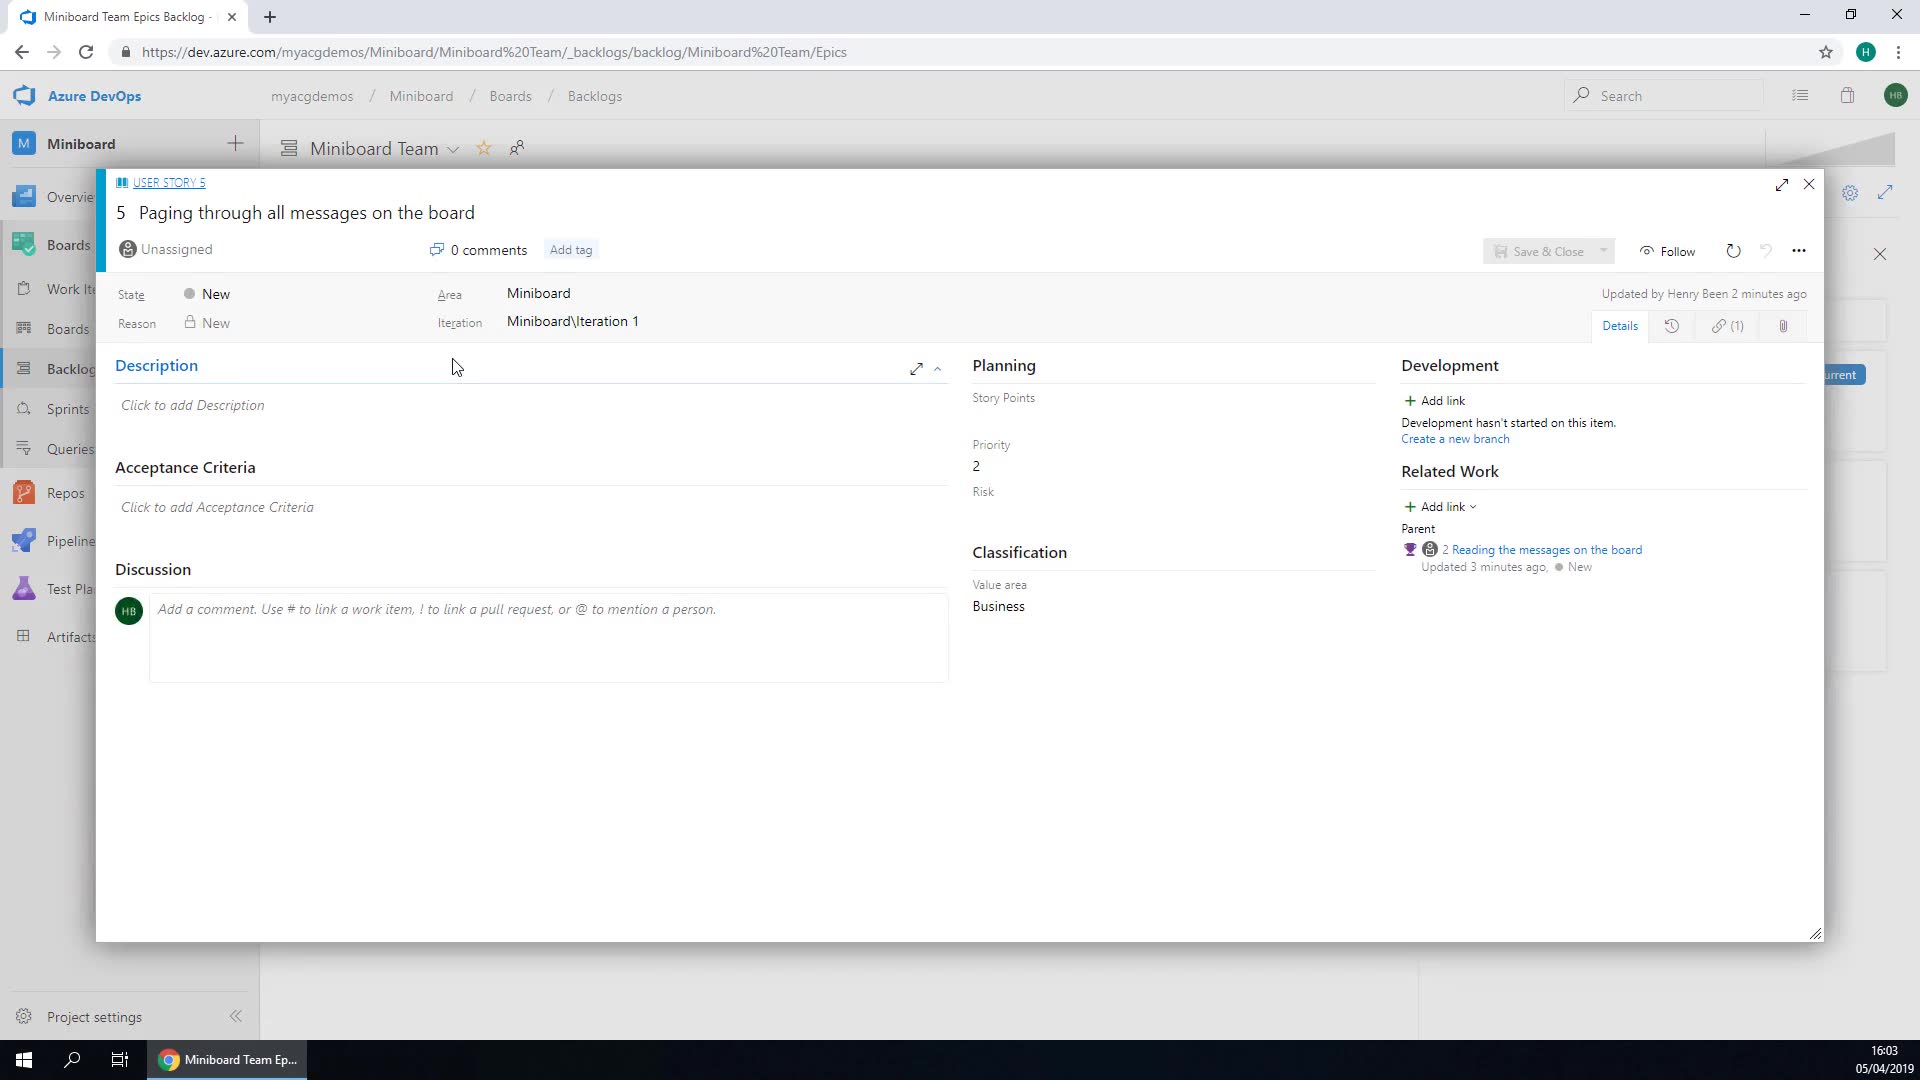 Miniboard Team Epics Backlog -
https://dev.azure.com/myacgdemos/Miniboard/Miniboard%20Team/_backlogs/backlog/Miniboard%20Team/Epics
H
Azure DevOps
myacgdemos / Miniboard / Boards / Backlogs
Search
HB
M Miniboard
Miniboard Team
Overvie
Boards
Work Ite
Boards
Backlog
Sprints
Queries
Repos
Pipeline
Test Pla
Artifacts
Project settings
USER STORY 5
5 Paging through all messages on the board
Unassigned
0 comments
Add tag
Save & Close
Follow
State New
Area Miniboard
Updated by Henry Been 2 minutes ago
Reason New
Iteration Miniboard\Iteration 1
Details
(1)
urrent
Description
Click to add Description
Acceptance Criteria
Click to add Acceptance Criteria
Discussion
HB
Add a comment. Use # to link a work item, ! to link a pull request, or @ to mention a person.
Planning
Story Points
Priority
2
Risk
Classification
Value area
Business
Development
Add link
Development hasn't started on this item.
Create a new branch
Related Work
Add link
Parent
2 Reading the messages on the board
Updated 3 minutes ago, New
Miniboard Team Ep...
16:03
05/04/2019